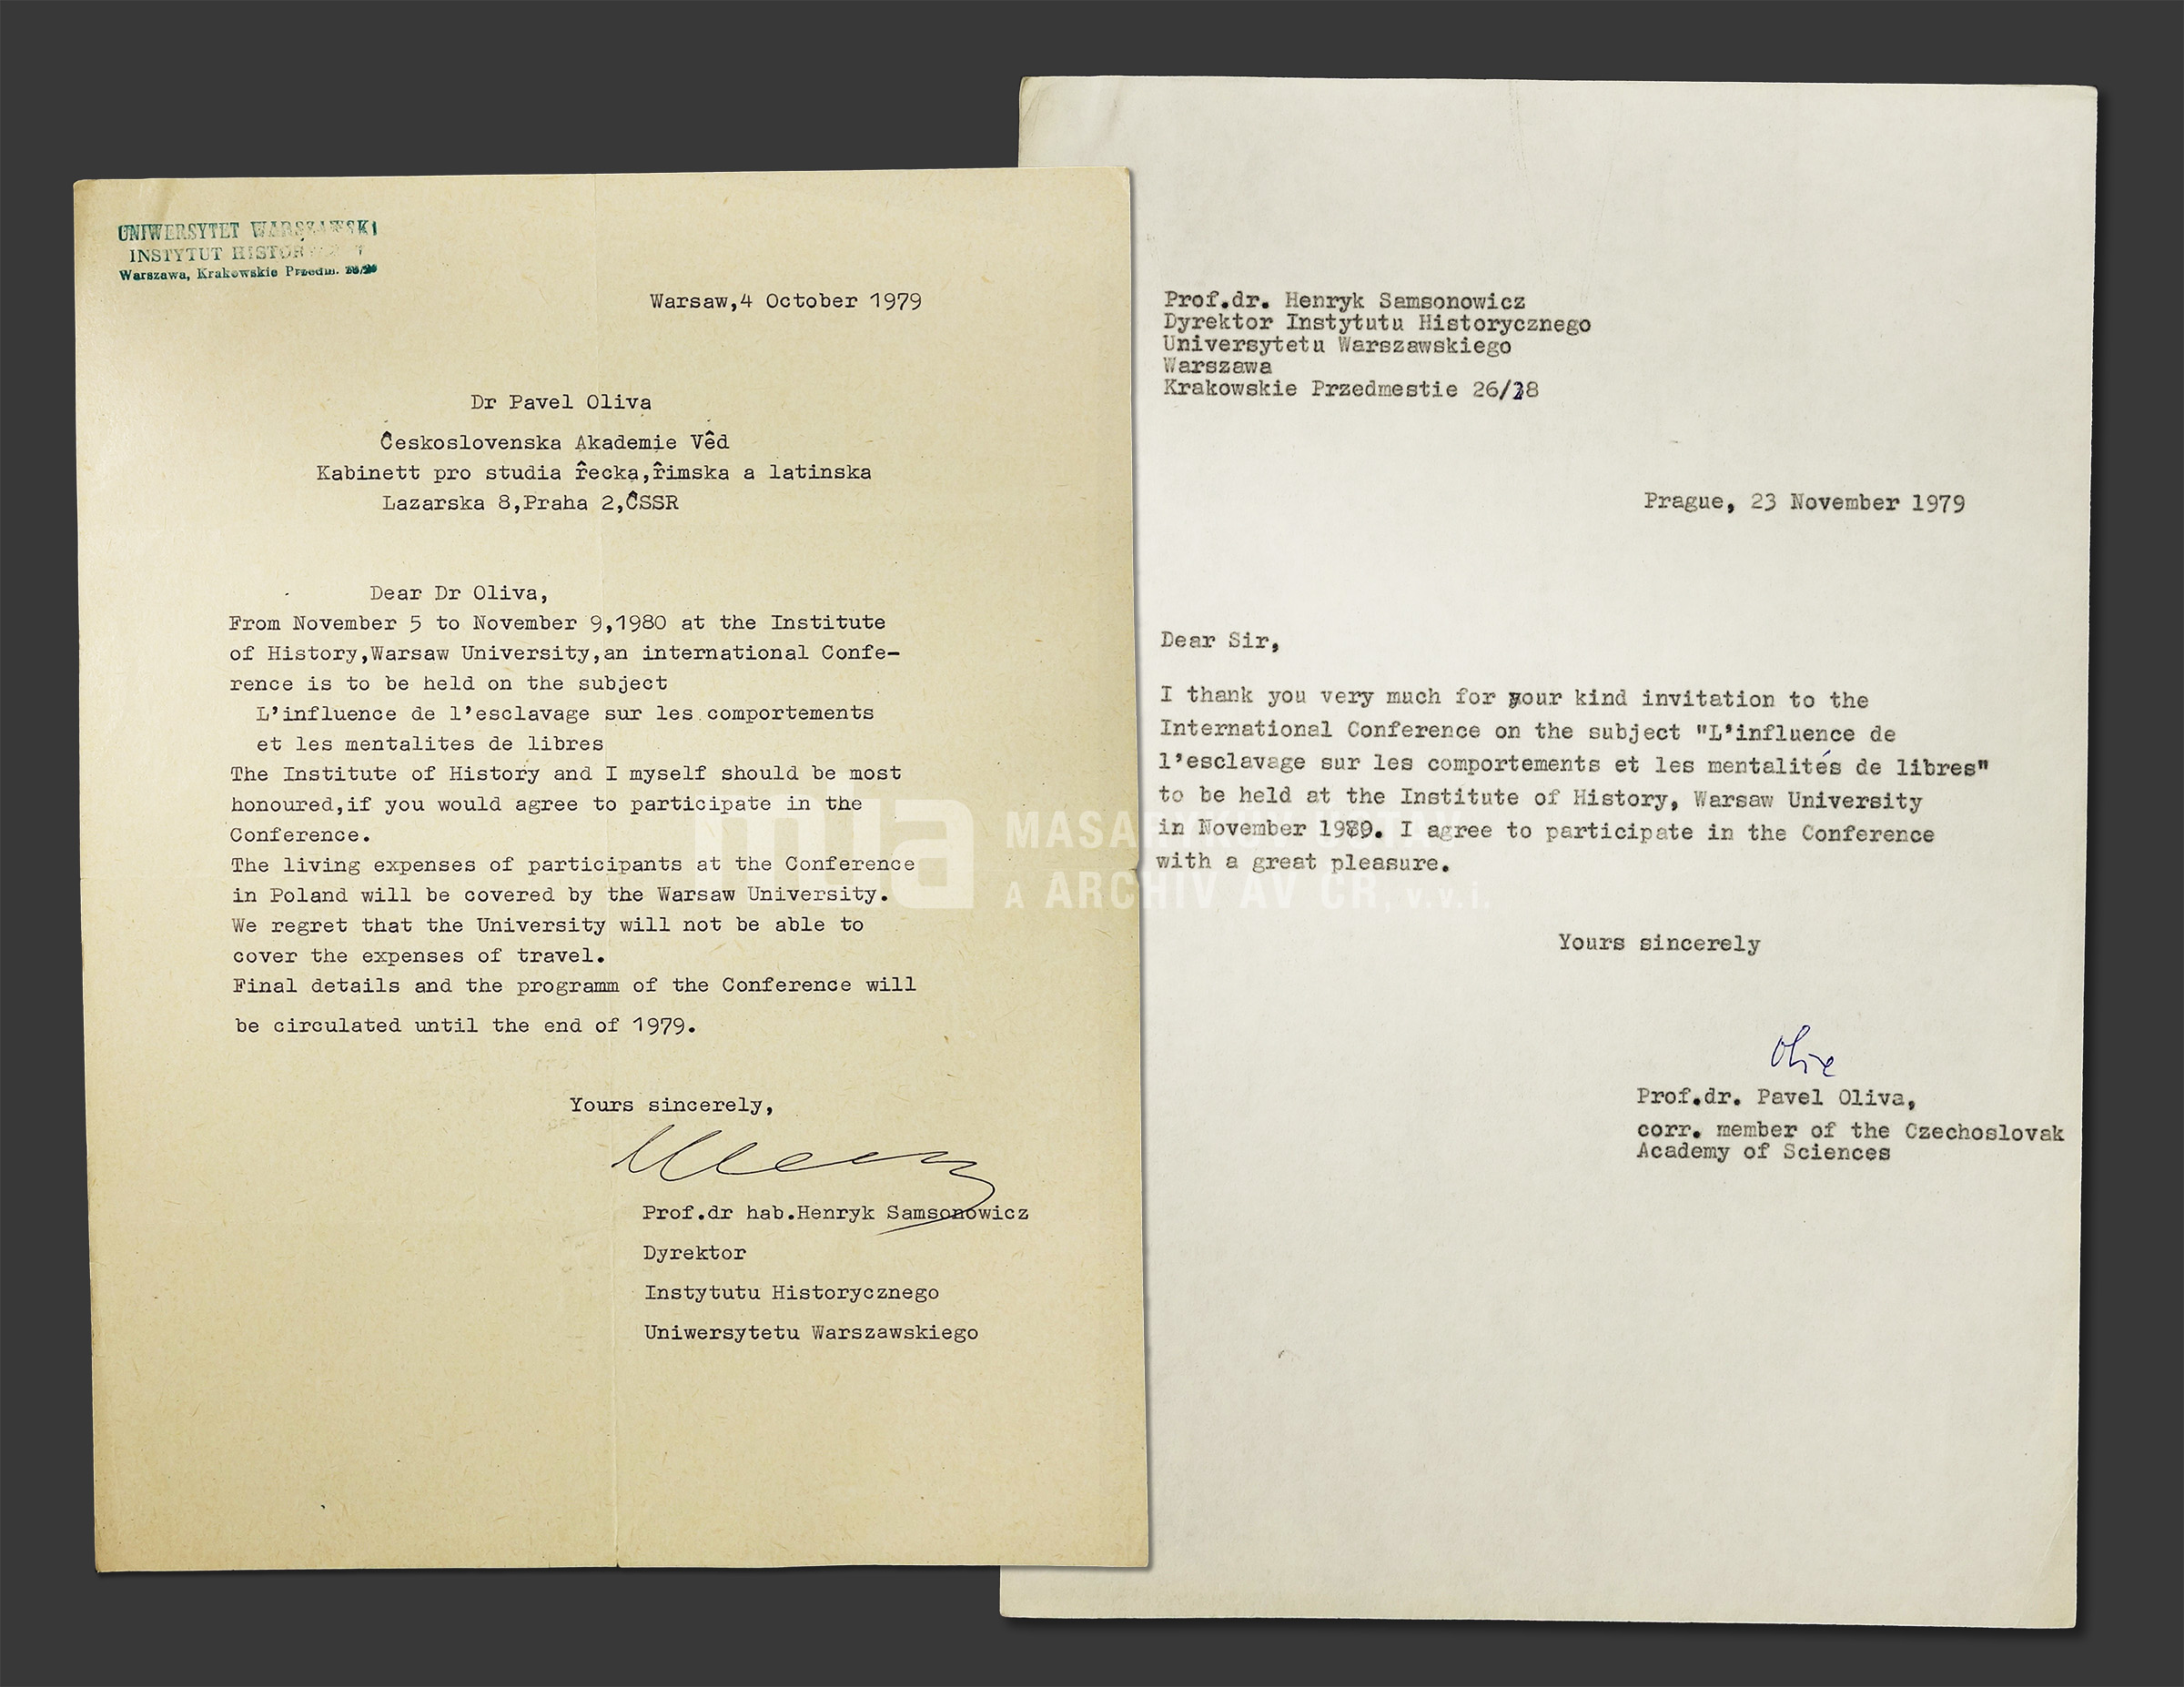 UNIWERSYTET WARSZAWSKI
INSTYTUT
Warszawa, Krakowskie Przedm.
Warsaw,4 October 1979
Dr Pavel Oliva
Československa Akademie Vêd
Kabinett pro studia řecka,řimska a latinska
Lazarska 8,Praha 2,ČSSR
Dear Dr Oliva,
From November 5 to November 9,1980 at the Institute
of History,Warsaw University,an international Confe-
rence is to be held on the subject
L'influence de l'esclavage sur les comportements
et les mentalites de libres
The Institute of History and I myself should be most
honoured,if you would agree to participate in the
Conference.
The living expenses of participants at the Conference
in Poland will be covered by the Warsaw University.
We regret that the University will not be able to
cover the expenses of travel.
Final details and the programm of the Conference will
be circulated until the end of 1979.
Yours sincerely,
Prof.dr hab.Henryk Samsonowicz
Dyrektor
Instytutu Historycznego
Uniwersytetu Warszawskiego
Prof.dr. Henryk Samsonowicz
Dyrektor Instytutu Historycznego
Universytetu Warszawskiego
Warszawa
Krakowskie Przedmestie 26/28
Prague, 23 November 1979
Dear Sir,
I thank you very much for your kind invitation to the
International Conference on the subject "L'influence de
l'esclavage sur les comportements et les mentalités de libres"
to be held at the Institute of History, Warsaw University
in November 1980. I agree to participate in the Conference
with a great pleasure.
Yours sincerely
Oliva
Prof.dr. Pavel Oliva,
corr. member of the Czechoslovak
Academy of Sciences
mua
MASARYKŮV ÚSTAV
A ARCHIV AV ČR, v.v.i.